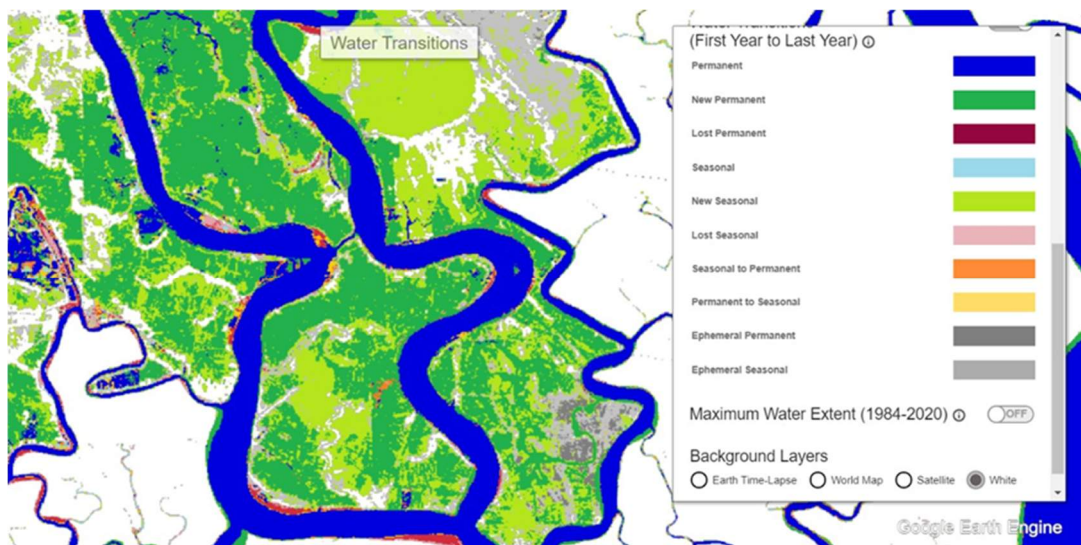 Water Transitions
Water Transitions
(First Year to Last Year)
Permanent
New Permanent
Lost Permanent
Seasonal
New Seasonal
Lost Seasonal
Seasonal to Permanent
Permanent to Seasonal
Ephemeral Permanent
Ephemeral Seasonal
Maximum Water Extent (1984-2020) OFF
Background Layers
Earth Time-Lapse World Map Satellite White
Google Earth Engine